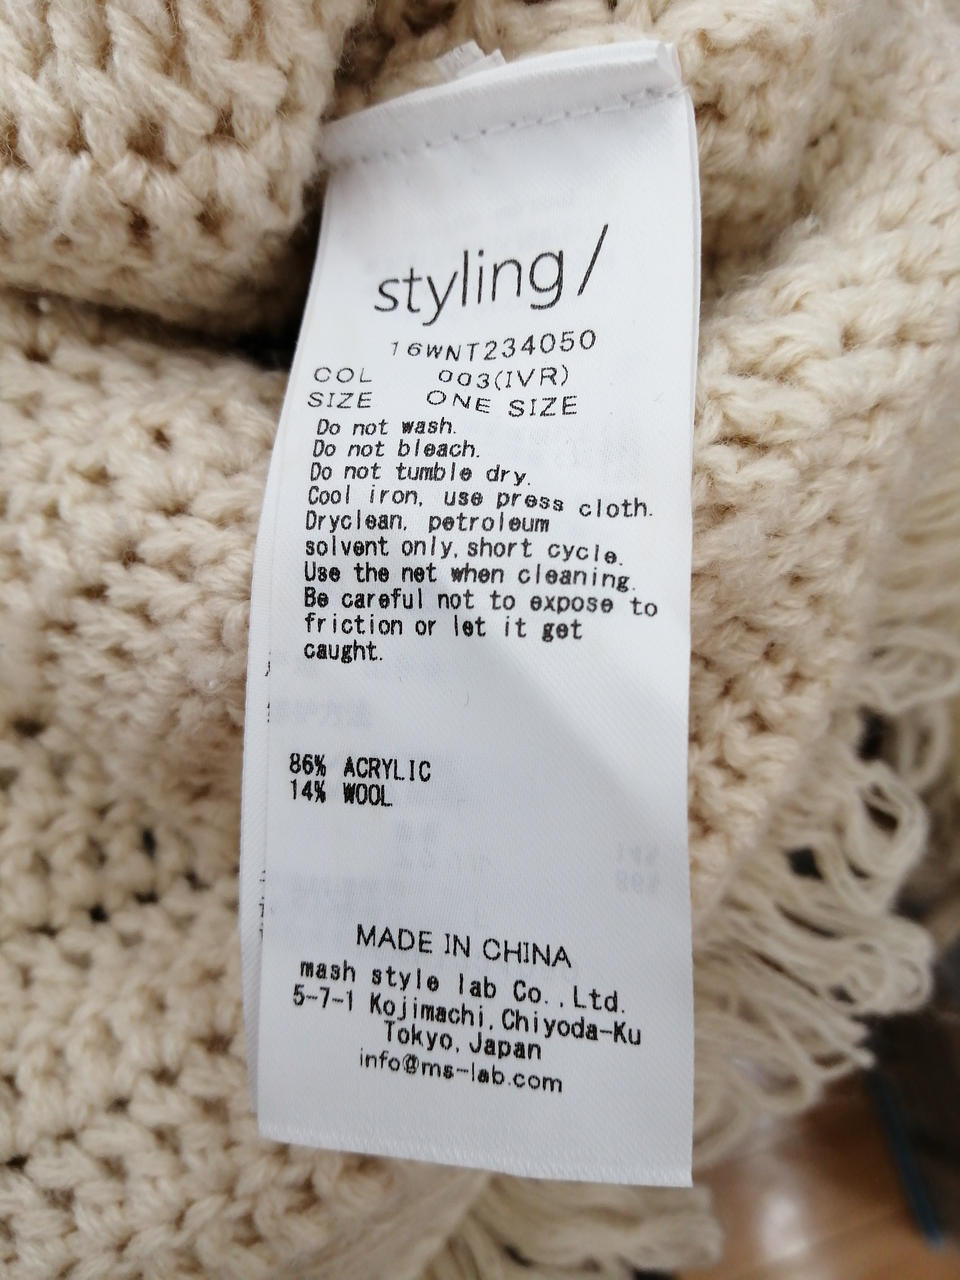 styling/
16WNT234050
COL 003(IVR)
SIZE ONE SIZE
Do not wash.
Do not bleach.
Do not tumble dry.
Cool iron, use press cloth.
Dryclean, petroleum
solvent only, short cycle.
Use the net when cleaning.
Be careful not to expose to
friction or let it get
caught.
86% ACRYLIC
14% WOOL
MADE IN CHINA
mash style lab Co.,Ltd.
5-7-1 Kojimachi, Chiyoda-Ku
Tokyo, Japan
info@ms-lab.com